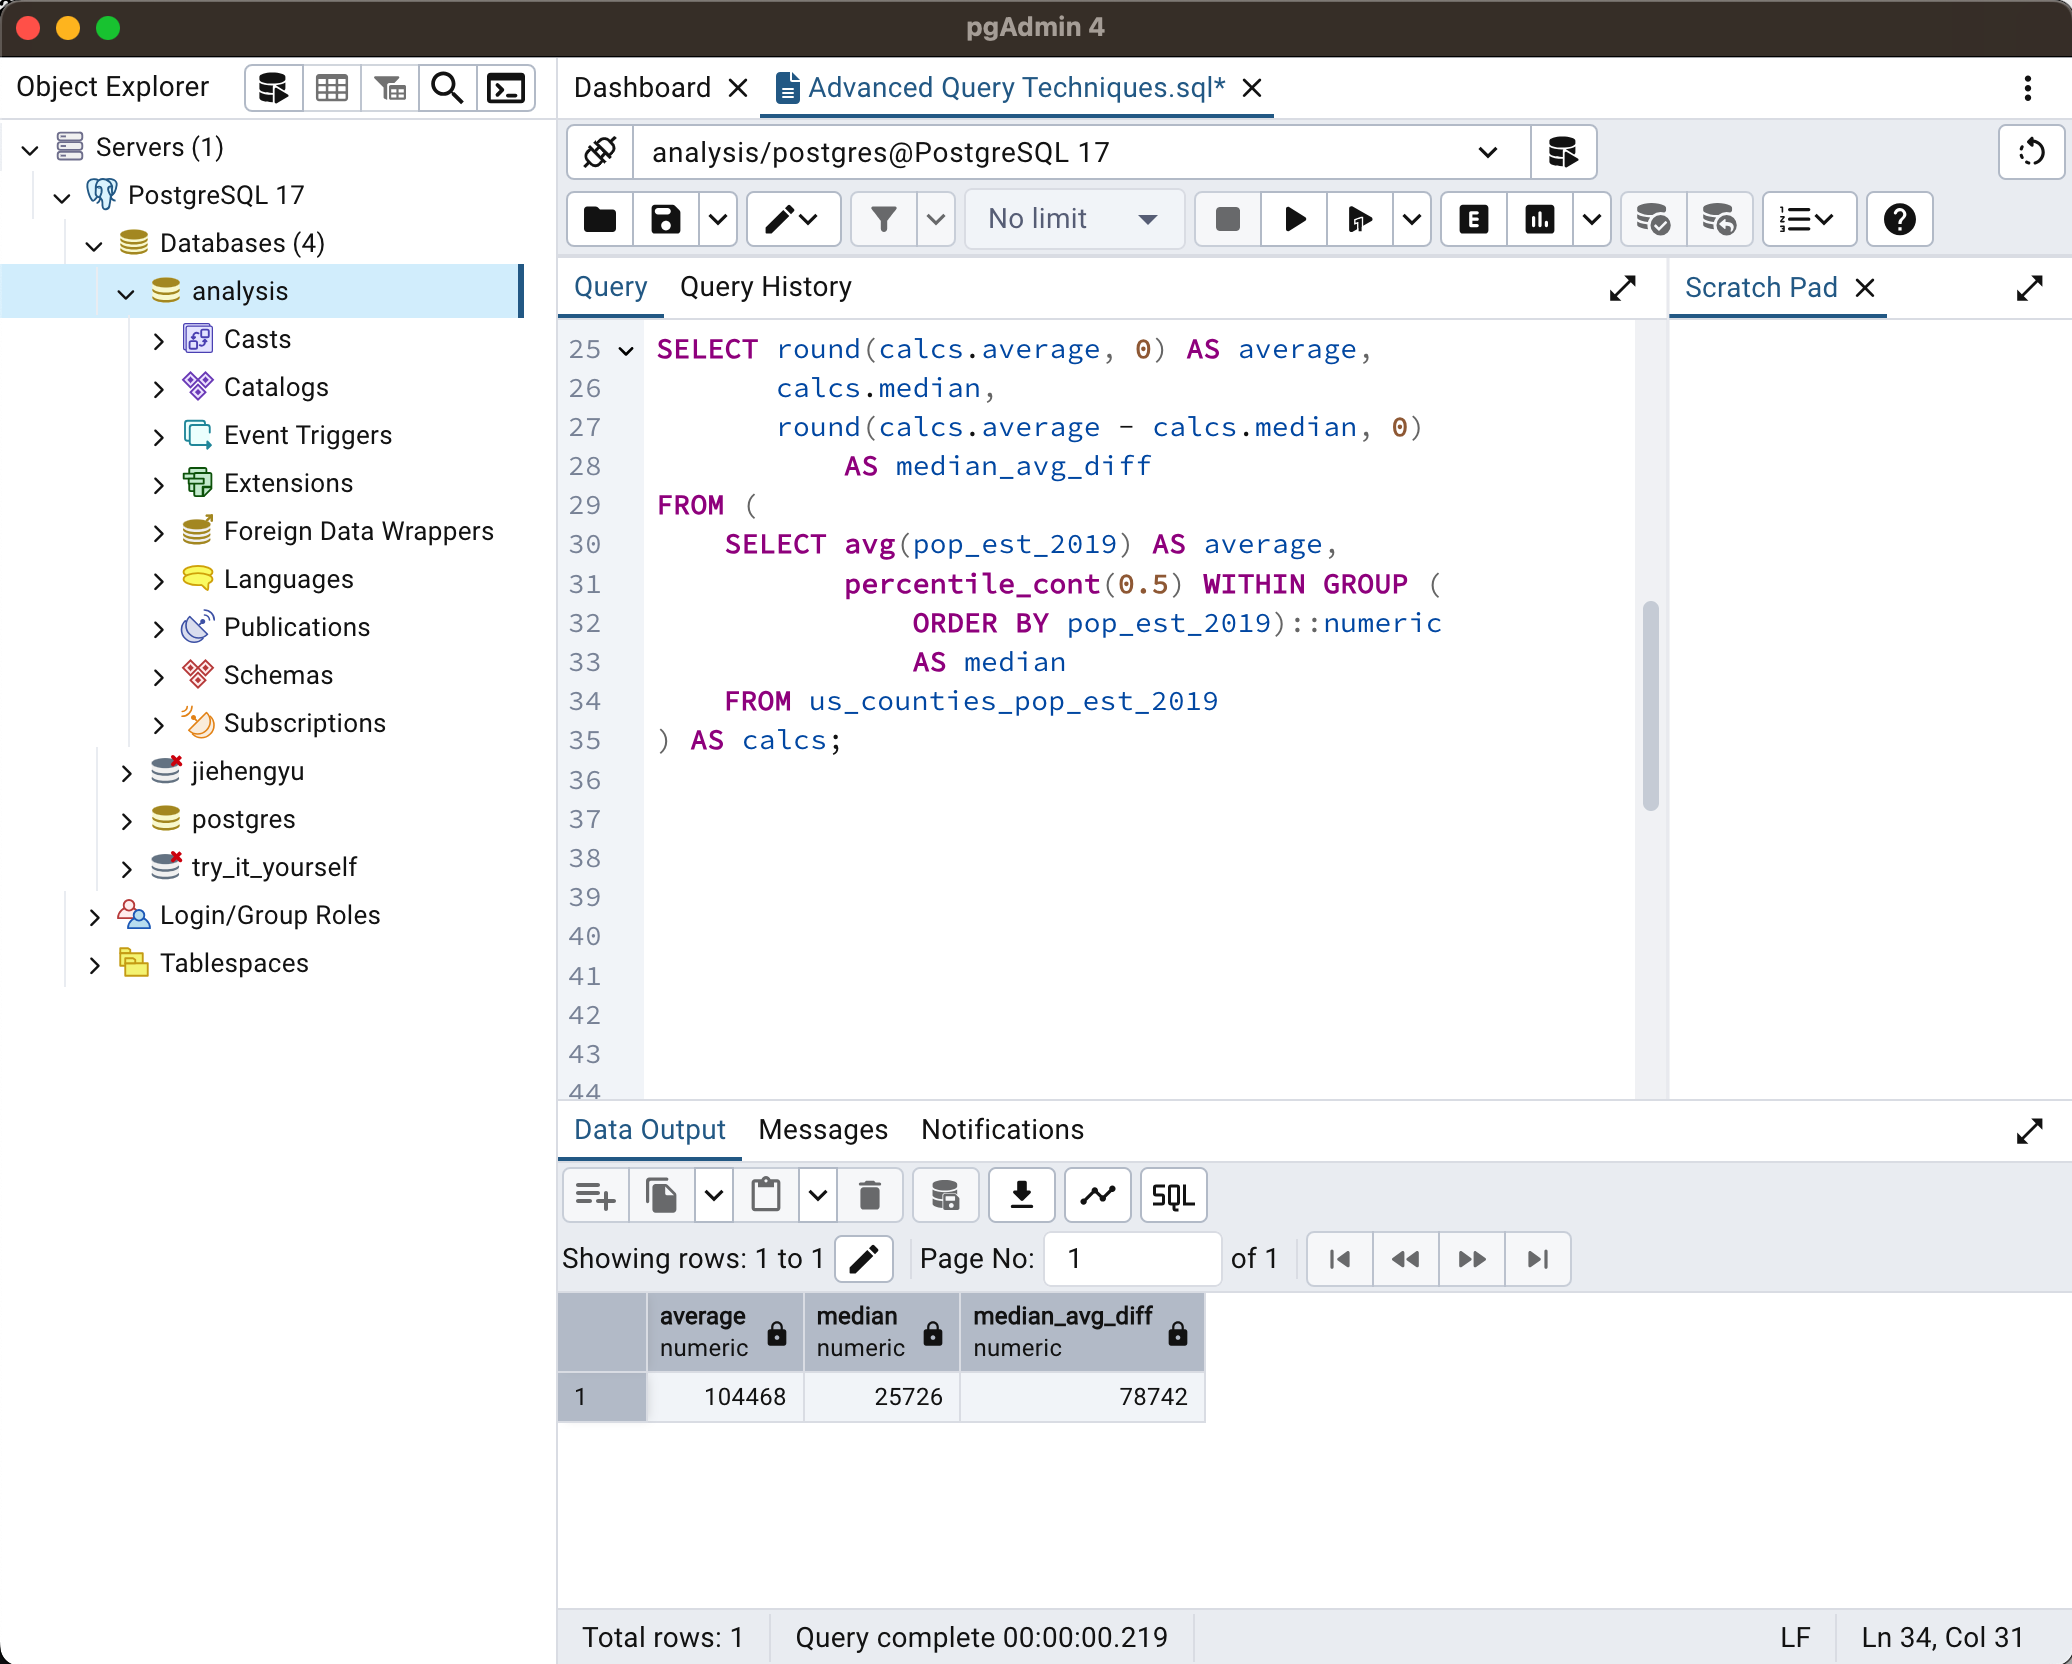 pgAdmin 4
Object Explorer
Servers (1)
PostgreSQL 17
Databases (4)
analysis
Casts
Catalogs
Event Triggers
Extensions
Foreign Data Wrappers
Languages
Publications
Schemas
Subscriptions
jiehengyu
postgres
try_it_yourself
Login/Group Roles
Tablespaces
Dashboard
Advanced Query Techniques.sql*
analysis/postgres@PostgreSQL 17
No limit
E
Query Query History
Scratch Pad
25 SELECT round(calcs.average, 0) AS average,
26 calcs.median,
27 round(calcs.average - calcs.median, 0)
28 AS median_avg_diff
29 FROM (
30 SELECT avg(pop_est_2019) AS average,
31 percentile_cont(0.5) WITHIN GROUP (
32 ORDER BY pop_est_2019)::numeric
33 AS median
34 FROM us_counties_pop_est_2019
35 ) AS calcs;
36
37
38
39
40
41
42
43
44
Data Output Messages Notifications
SQL
Showing rows: 1 to 1 Page No: 1 of 1
average median median_avg_diff
numeric numeric numeric
1 104468 25726 78742
Total rows: 1 Query complete 00:00:00.219 LF Ln 34, Col 31